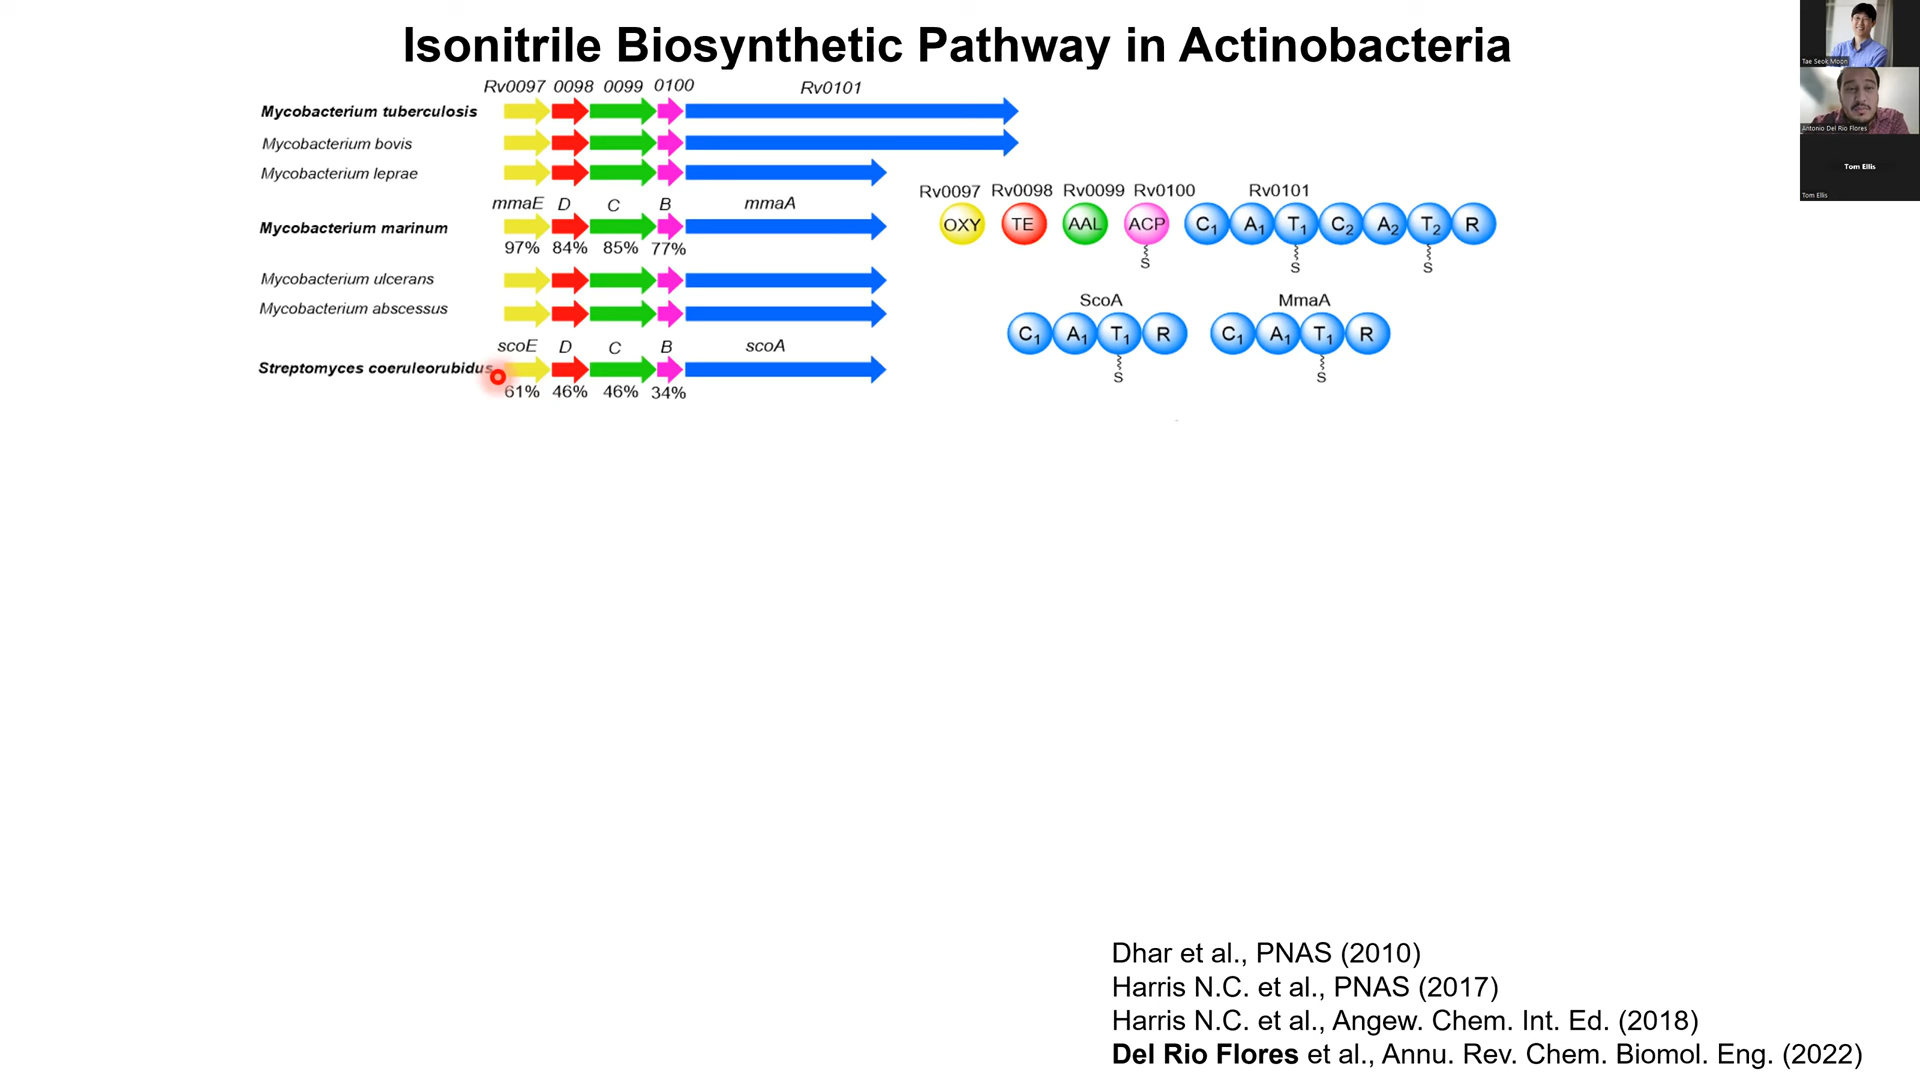 Isonitrile Biosynthetic Pathway in Actinobacteria
Rv0097 0098 0099 0100 Rv0101
Mycobacterium tuberculosis
Mycobacterium bovis
Mycobacterium leprae
mmaE D C B mmaA
Mycobacterium marinum
97% 84% 85% 77%
Mycobacterium ulcerans
Mycobacterium abscessus
scoE D C B scoA
Streptomyces coeruleorubidus
61% 46% 46% 34%
Rv0097 Rv0098 Rv0099 Rv0100 Rv0101
OXY TE AAL ACP C1 A1 T1 C2 A2 T2 R
S S S
ScoA MmaA
C1 A1 T1 R C1 A1 T1 R
S S
Dhar et al., PNAS (2010)
Harris N.C. et al., PNAS (2017)
Harris N.C. et al., Angew. Chem. Int. Ed. (2018)
Del Rio Flores et al., Annu. Rev. Chem. Biomol. Eng. (2022)
Tae Seok Moon
Antonio Del Rio Flores
Tom Ellis
Tom Ellis